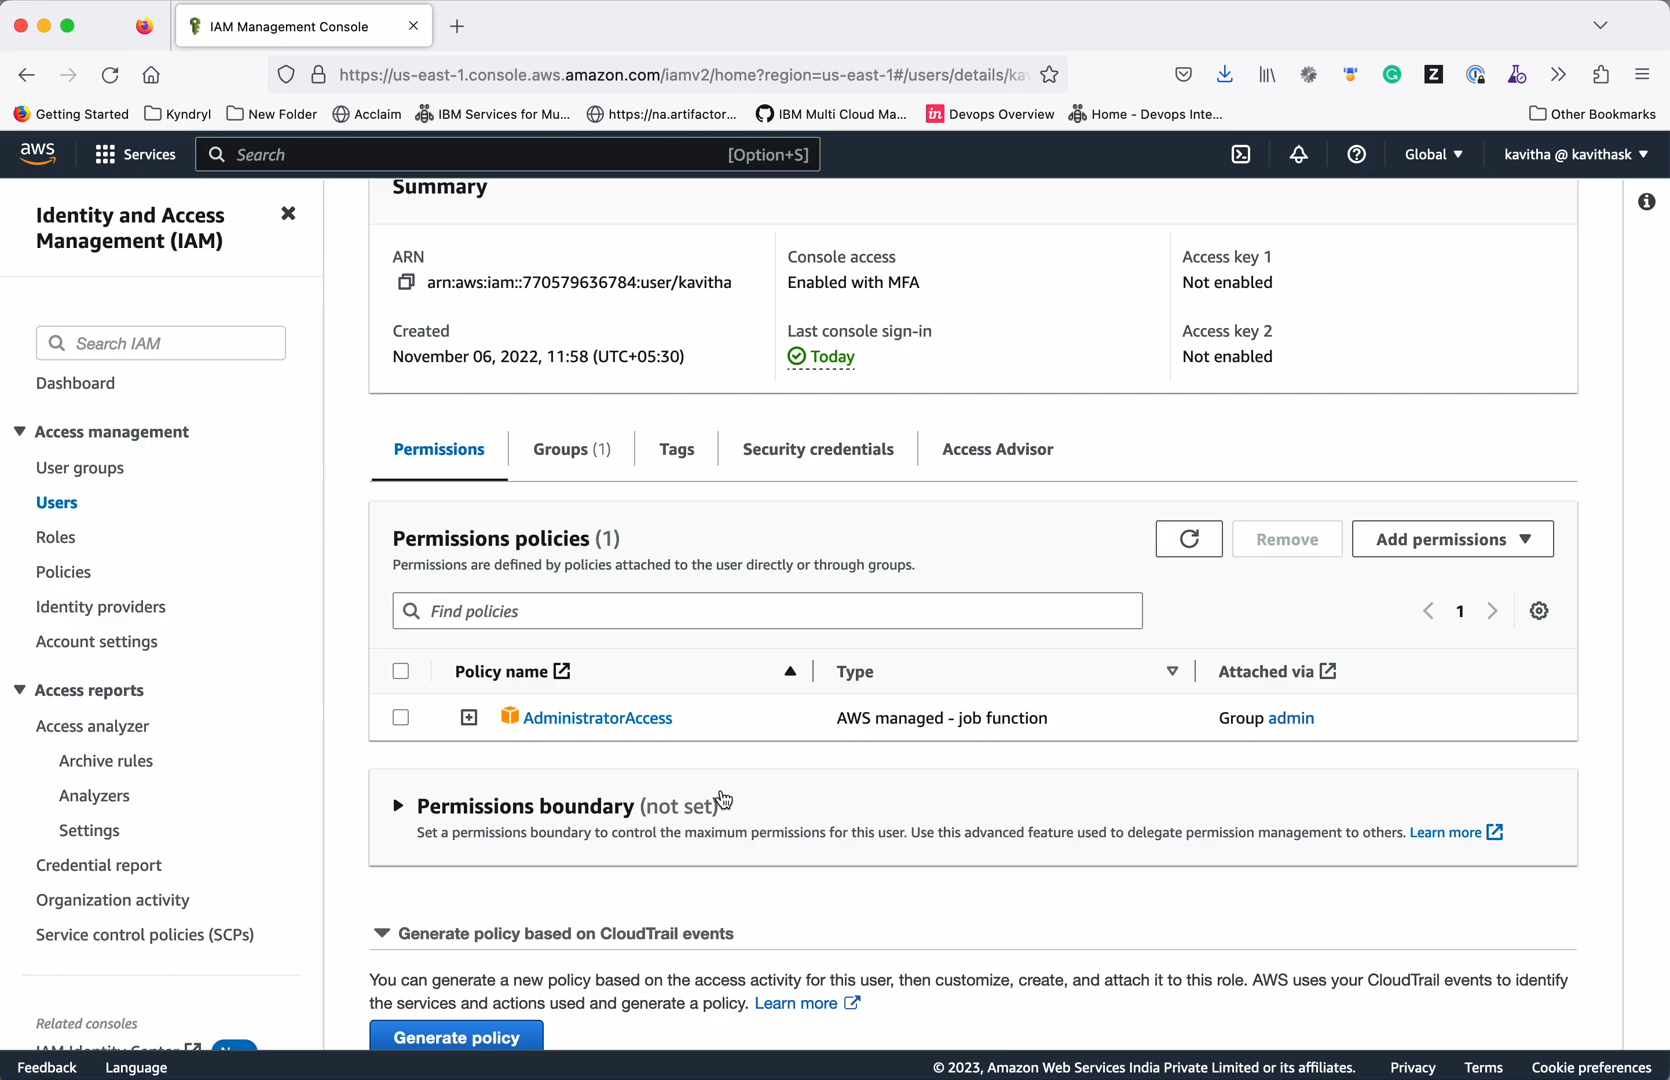 IAM Management Console
https://us-east-1.console.aws.amazon.com/iamv2/home?region=us-east-1#/users/details/kav
Getting Started
Kyndryl
New Folder
Acclaim
IBM Services for Mu...
https://na.artifactor...
IBM Multi Cloud Ma...
in
Devops Overview
Home - Devops Inte...
Other Bookmarks
aws
Services
Search
[Option+S]
Global
kavitha @ kavithask
Identity and Access
Management (IAM)
Search IAM
Dashboard
Access management
User groups
Users
Roles
Policies
Identity providers
Account settings
Access reports
Access analyzer
Archive rules
Analyzers
Settings
Credential report
Organization activity
Service control policies (SCPs)
Related consoles
IAM Identity Center
Summary
ARN
arn:aws:iam::770579636784:user/kavitha
Created
November 06, 2022, 11:58 (UTC+05:30)
Console access
Enabled with MFA
Last console sign-in
Today
Access key 1
Not enabled
Access key 2
Not enabled
Permissions
Groups (1)
Tags
Security credentials
Access Advisor
Permissions policies (1)
Permissions are defined by policies attached to the user directly or through groups.
Remove
Add permissions
Find policies
1
Policy name
Type
Attached via
AdministratorAccess
AWS managed - job function
Group admin
Permissions boundary (not set)
Set a permissions boundary to control the maximum permissions for this user. Use this advanced feature used to delegate permission management to others. Learn more
Generate policy based on CloudTrail events
You can generate a new policy based on the access activity for this user, then customize, create, and attach it to this role. AWS uses your CloudTrail events to identify
the services and actions used and generate a policy. Learn more
Generate policy
Feedback
Language
© 2023, Amazon Web Services India Private Limited or its affiliates.
Privacy
Terms
Cookie preferences